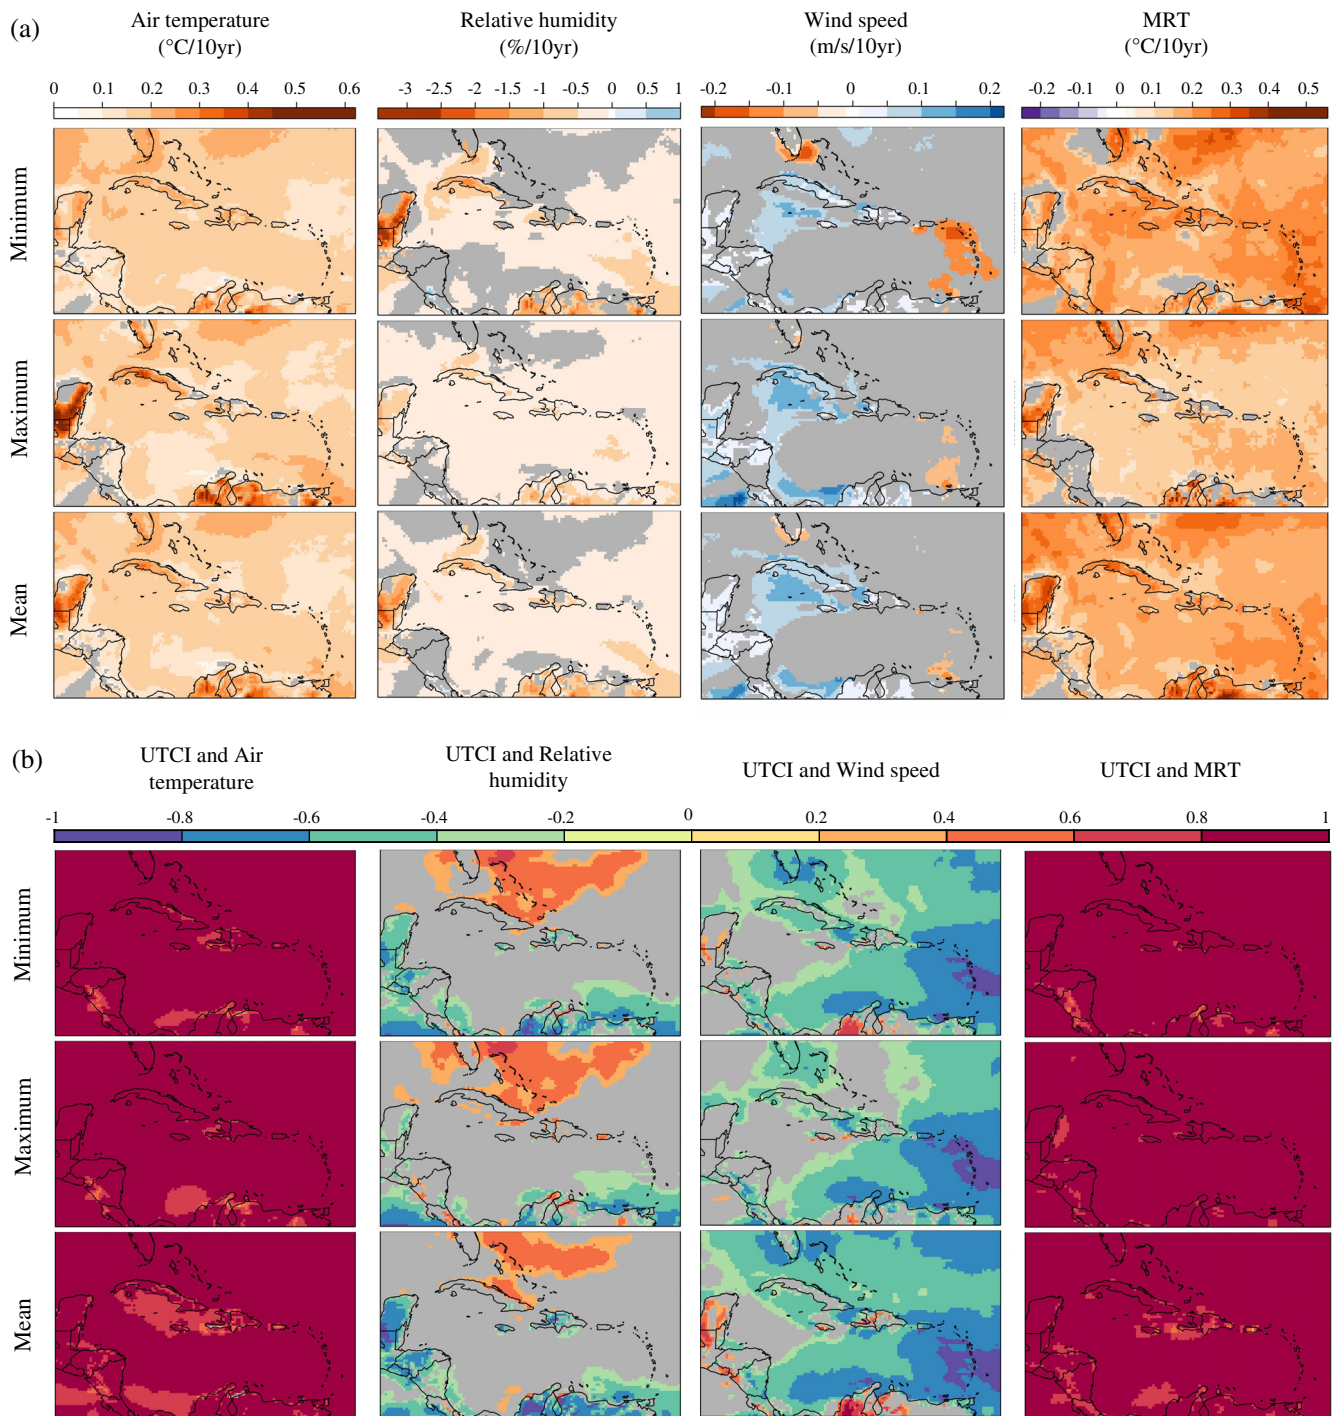 (a)
Air temperature
(°C/10yr)
Relative humidity
(%/10yr)
Wind speed
(m/s/10yr)
MRT
(°C/10yr)
0 0.1 0.2 0.3 0.4 0.5 0.6
-3 -2.5 -2 -1.5 -1 -0.5 0 0.5 1
-0.2 -0.1 0 0.1 0.2
-0.2 -0.1 0 0.1 0.2 0.3 0.4 0.5
Minimum
Maximum
Mean
(b)
UTCI and Air
temperature
UTCI and Relative
humidity
UTCI and Wind speed
UTCI and MRT
-1 -0.8 -0.6 -0.4 -0.2 0 0.2 0.4 0.6 0.8 1
Minimum
Maximum
Mean